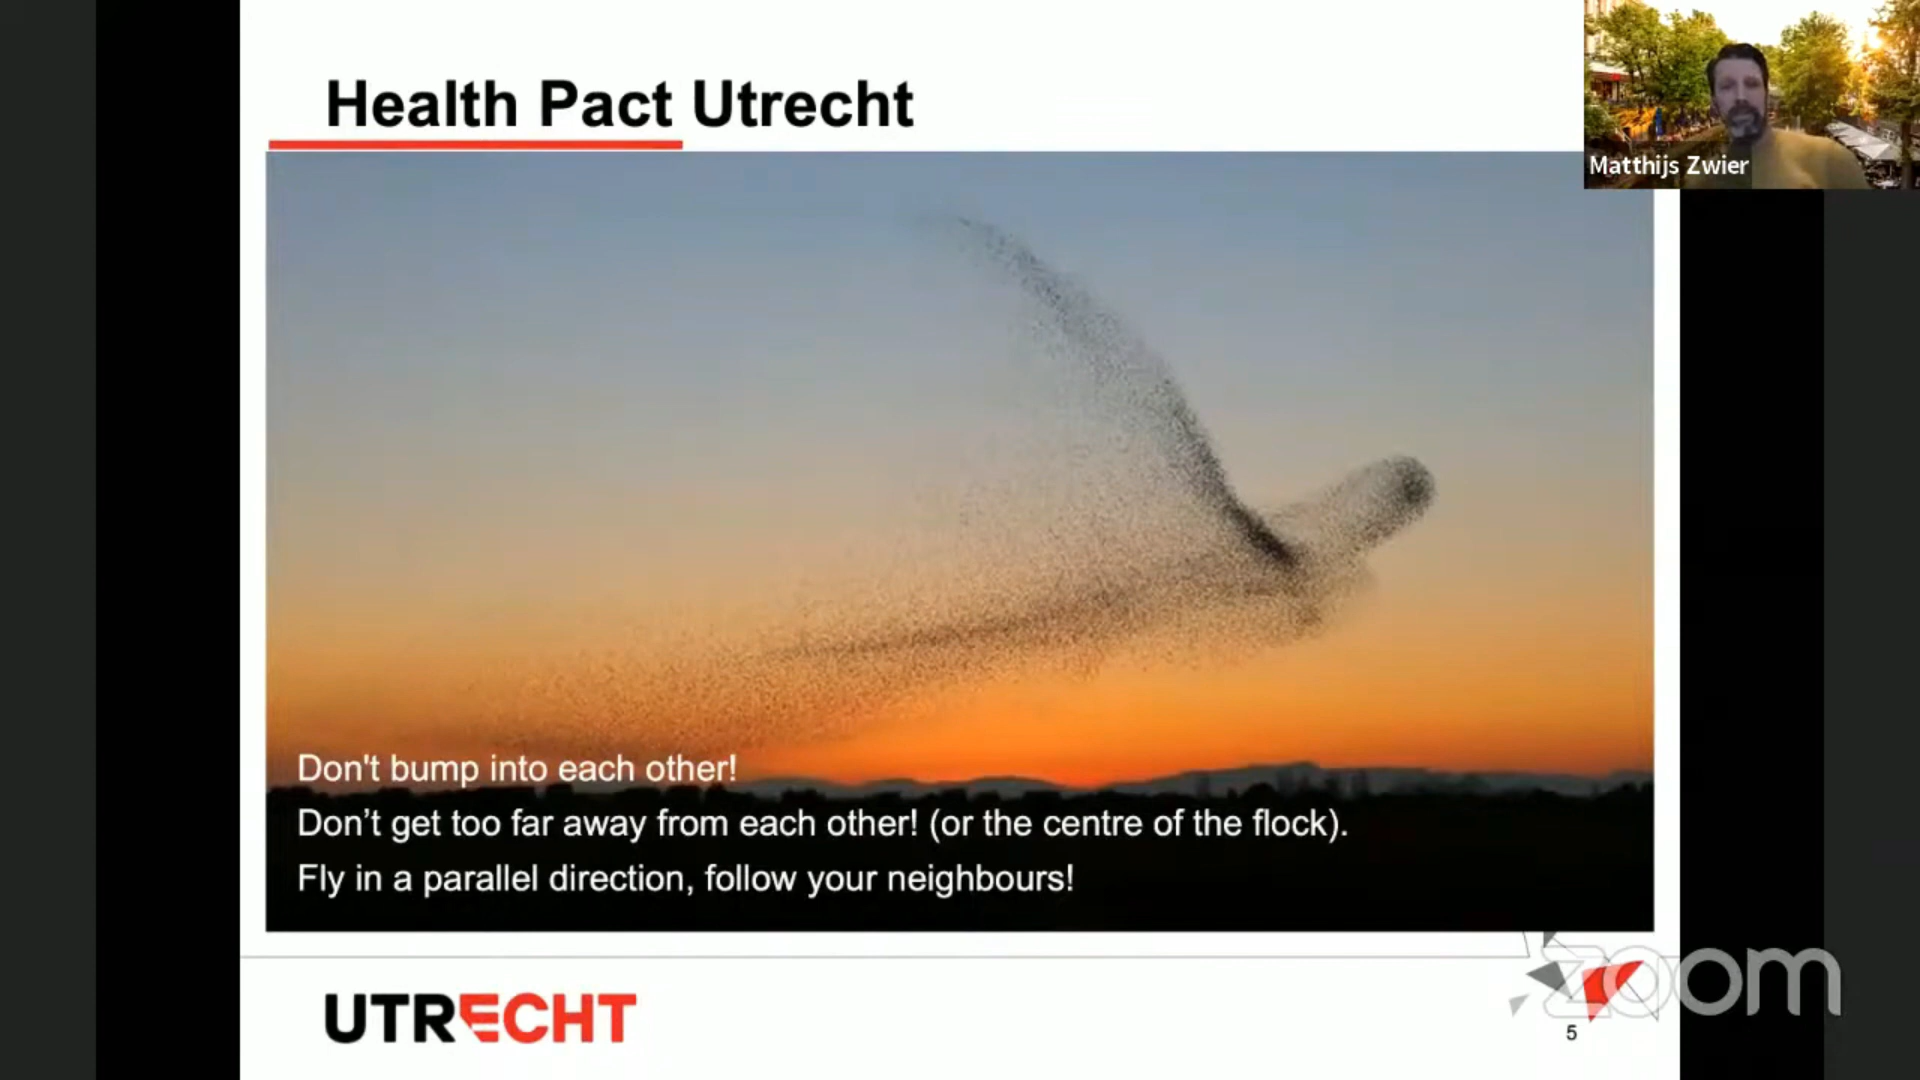 Health Pact Utrecht
Matthijs Zwier
Don't bump into each other!
Don’t get too far away from each other! (or the centre of the flock).
Fly in a parallel direction, follow your neighbours!
UTRECHT
zoom
5